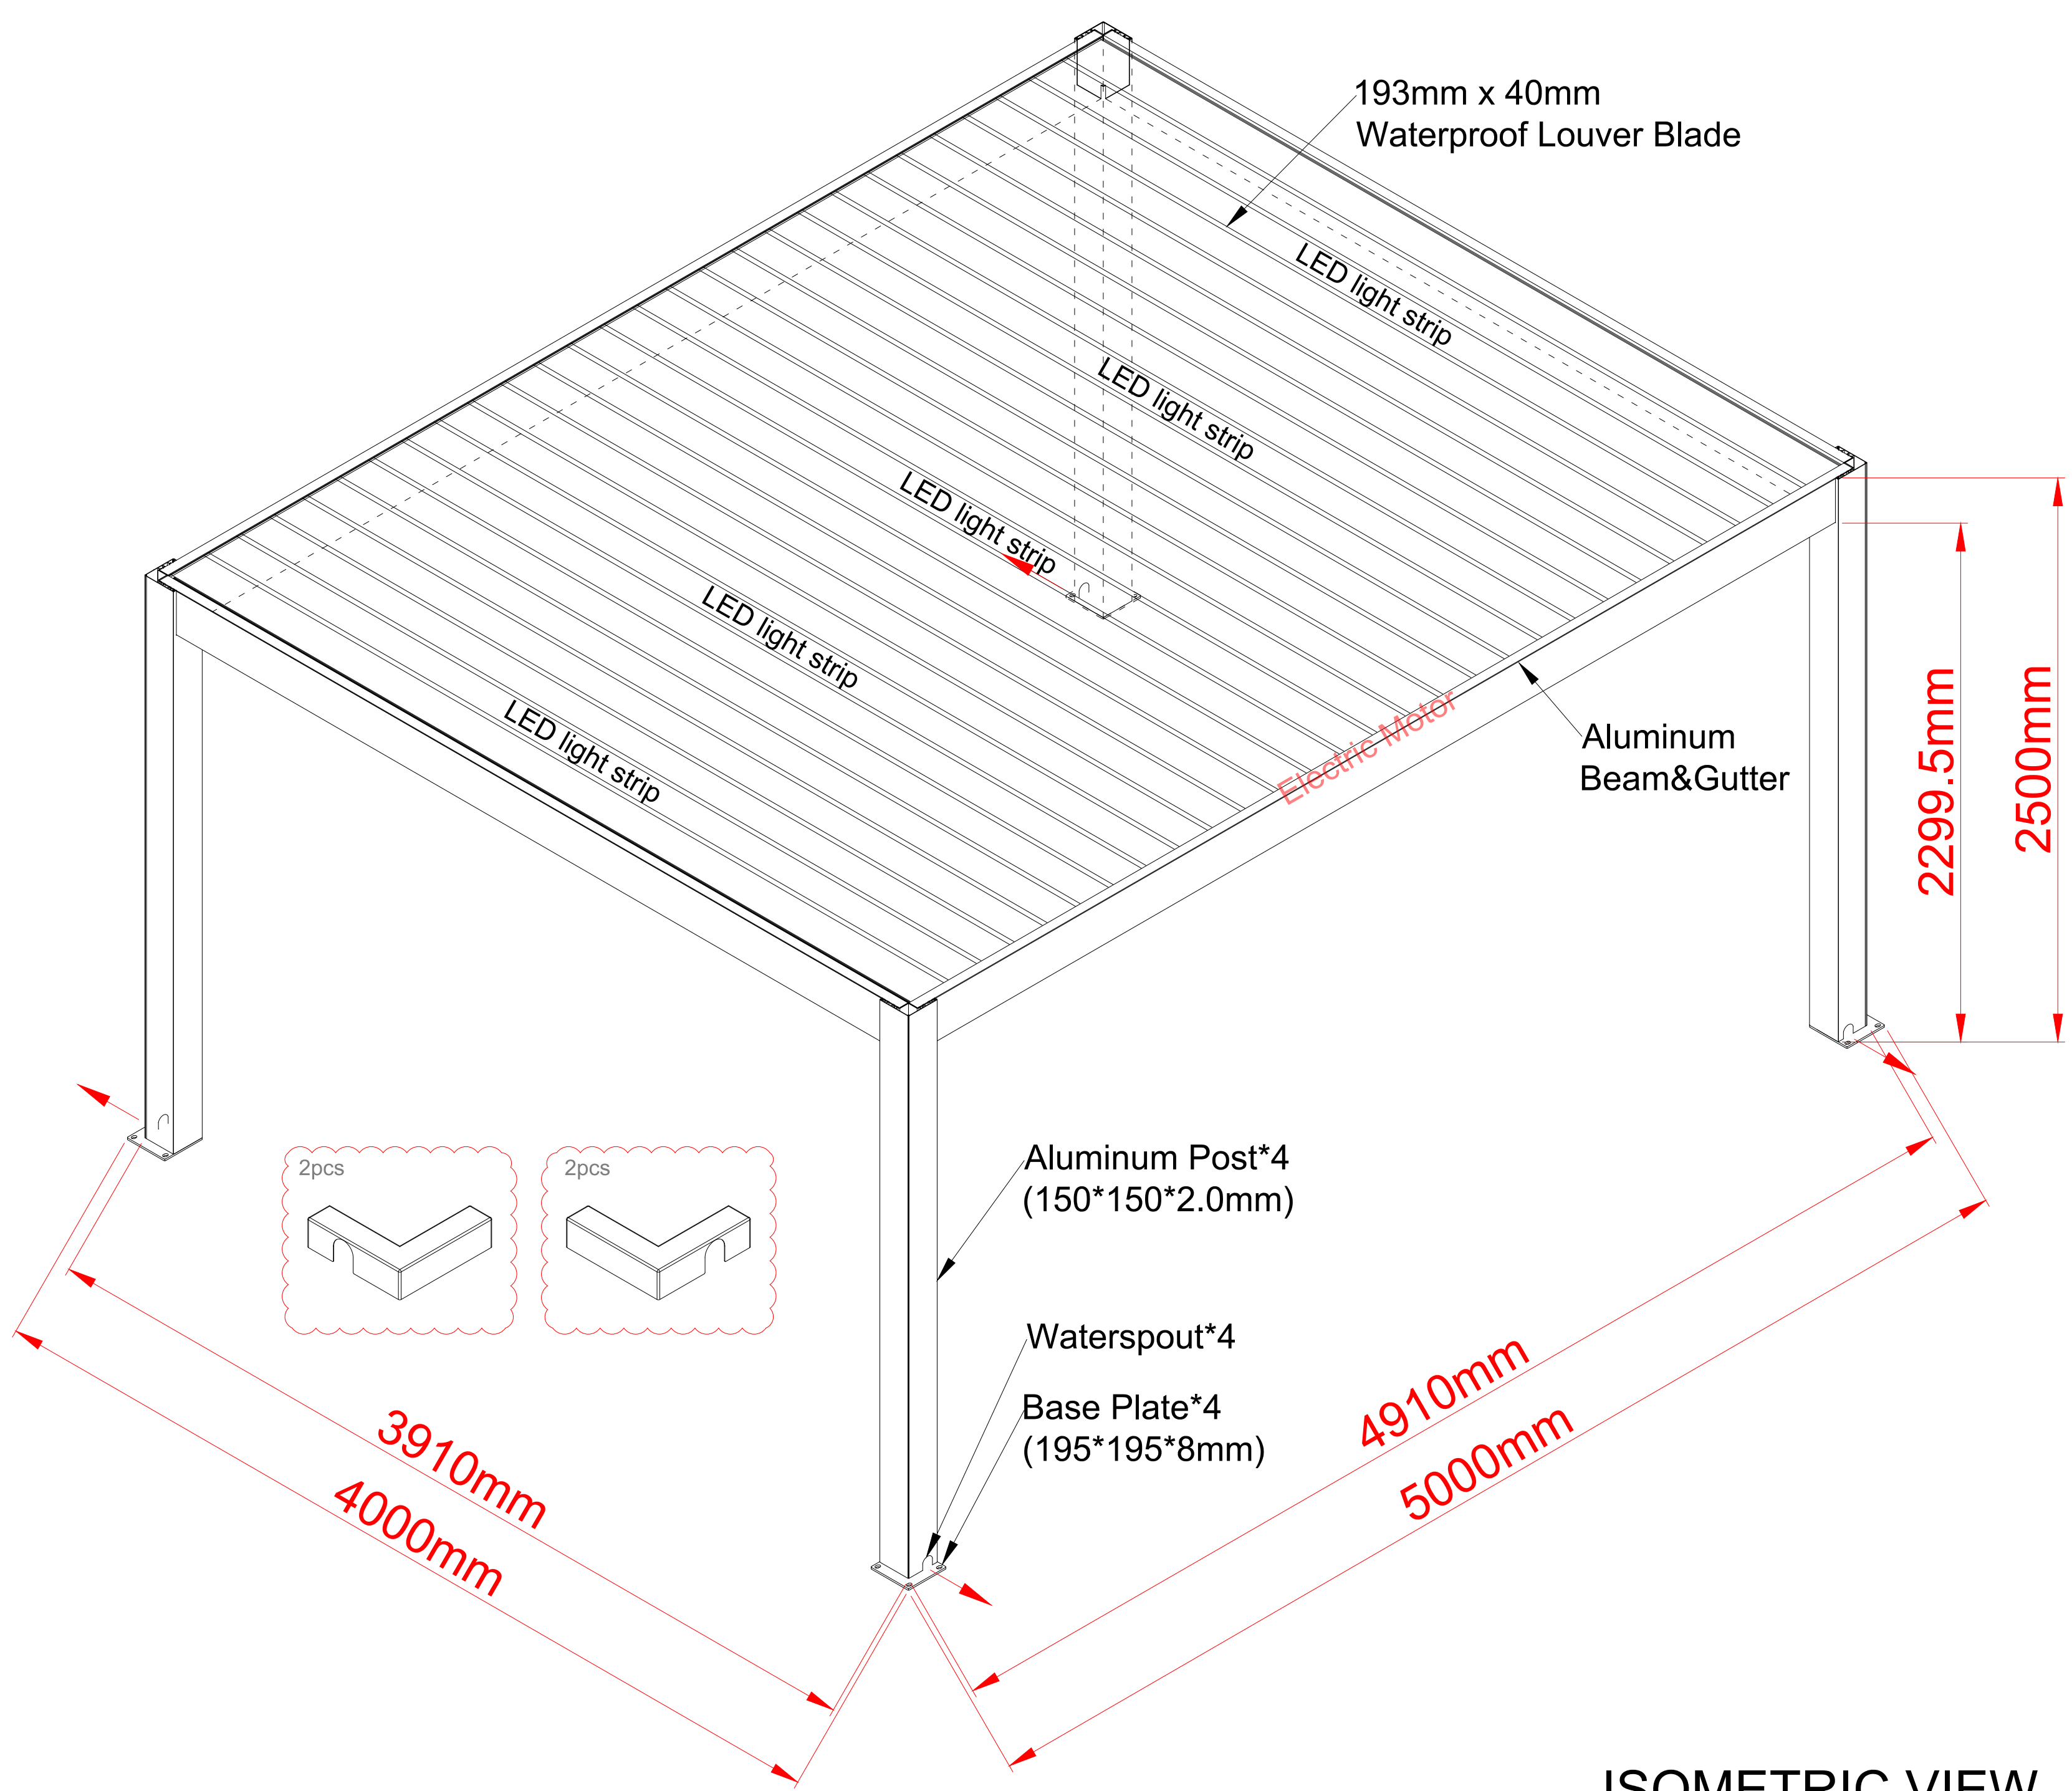 193mm x 40mm
Waterproof Louver Blade
LED light strip
LED light strip
LED light strip
LED light strip
LED light strip
Electric Motor
Aluminum
Beam&Gutter
2299.5mm
2500mm
2pcs
2pcs
Aluminum Post*4
(150*150*2.0mm)
Waterspout*4
Base Plate*4
(195*195*8mm)
3910mm
4000mm
4910mm
5000mm
ISOMETRIC VIEW